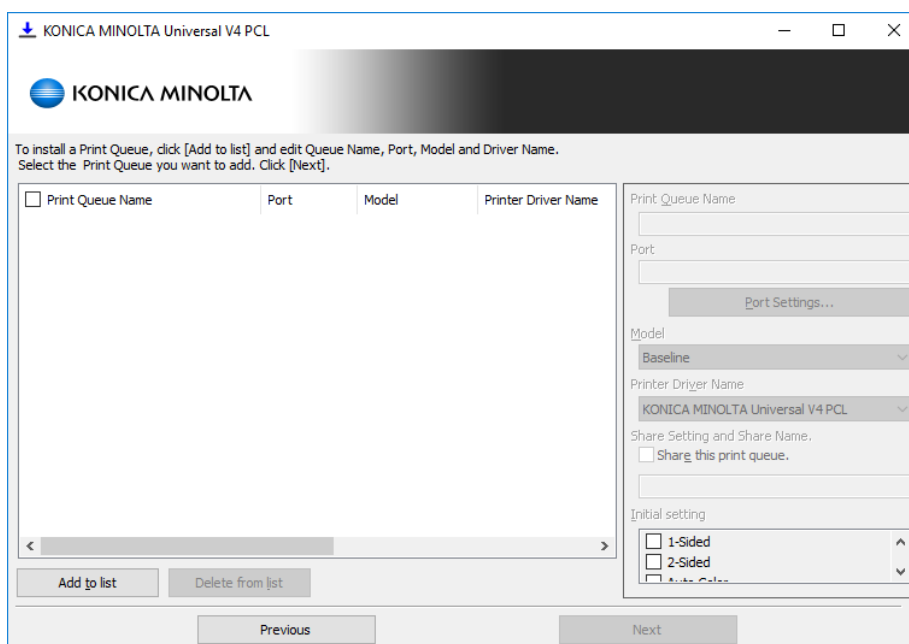 KONICA MINOLTA Universal V4 PCL
KONICA MINOLTA
To install a Print Queue, click [Add to list] and edit Queue Name, Port, Model and Driver Name.
Select the Print Queue you want to add. Click [Next].
Print Queue Name Port Model Printer Driver Name
Print Queue Name
Port
Port Settings...
Model
Baseline
Printer Driver Name
KONICA MINOLTA Universal V4 PCL
Share Setting and Share Name.
Share this print queue.
Initial setting
1-Sided
2-Sided
Auto Color
Add to list Delete from list
Previous Next